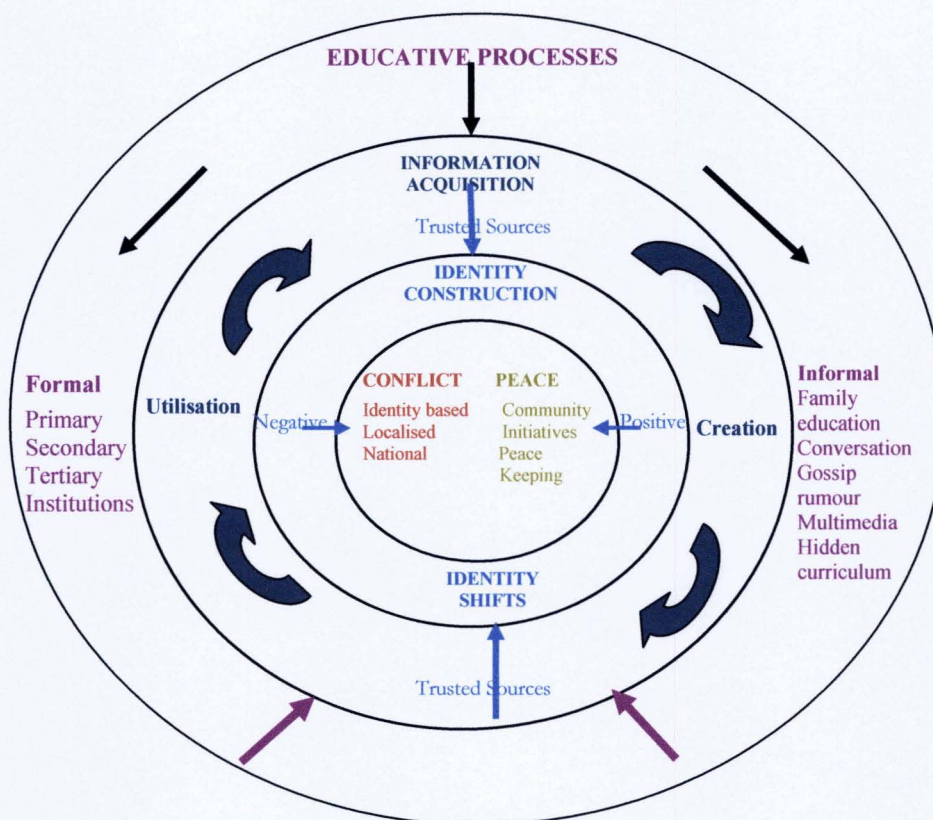 EDUCATIVE PROCESSES
INFORMATION
ACQUISITION
Trusted Sources
IDENTITY
CONSTRUCTION
Formal
Primary
Secondary
Tertiary
Institutions
Utilisation
Negative
CONFLICT
Identity based
Localised
National
PEACE
Community
Initiatives
Peace
Keeping
Positive
Creation
Informal
Family
education
Conversation
Gossip
rumour
Multimedia
Hidden
curriculum
IDENTITY
SHIFTS
Trusted Sources